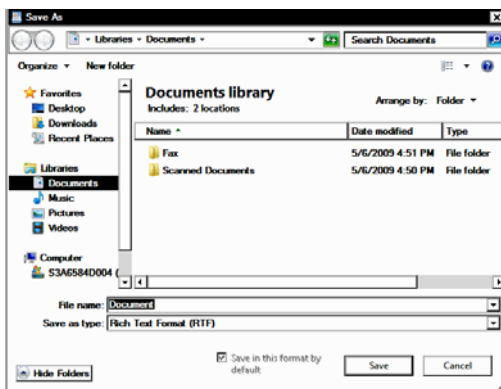 Save As
Libraries Documents
Search Documents
Organize New folder
Favorites
Desktop
Downloads
Recent Places
Libraries
Documents
Music
Pictures
Videos
Computer
S3A6584D004 (
Documents library
Includes: 2 locations
Arrange by: Folder
Name Date modified Type
Fax 5/6/2009 4:51 PM File folder
Scanned Documents 5/6/2009 4:50 PM File folder
File name: Document
Save as type: Rich Text Format (RTF)
Hide Folders
Save in this format by
default
Save Cancel